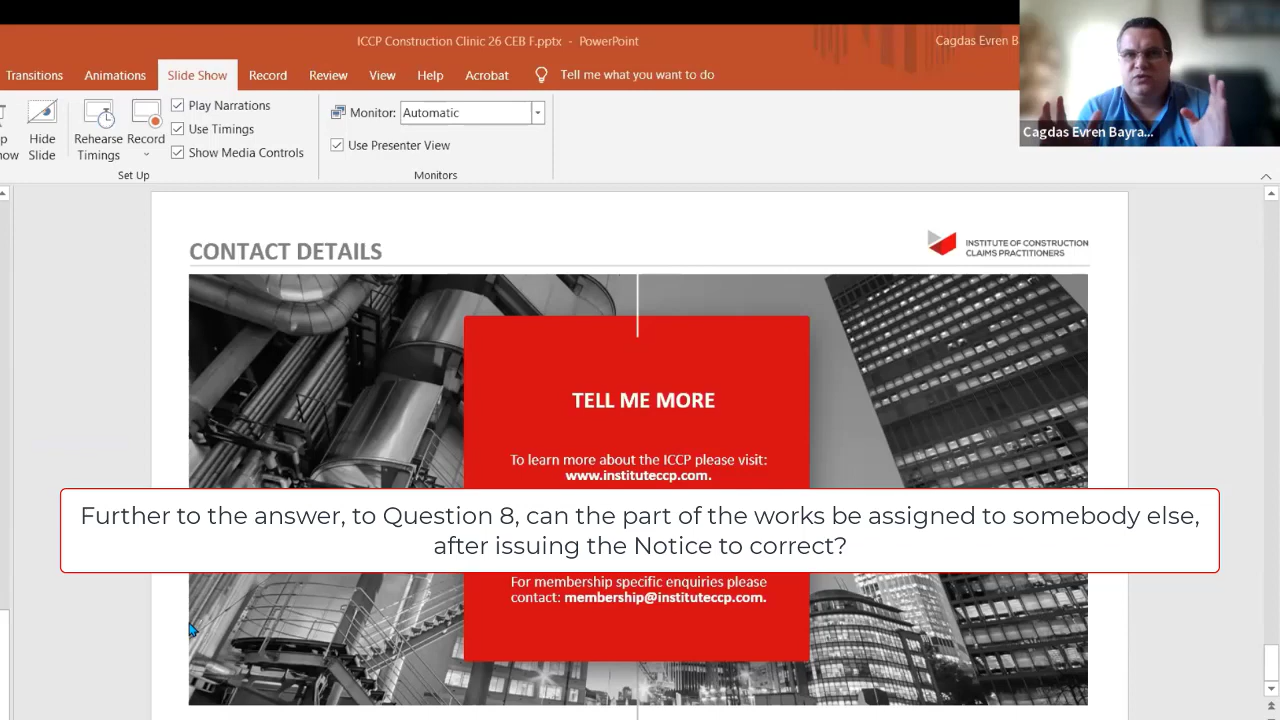 ICCP Construction Clinic 26 CEB F.pptx - PowerPoint
Cagdas Evren B
Transitions
Animations
Slide Show
Record
Review
View
Help
Acrobat
Tell me what you want to do
Hide
Slide
Rehearse
Timings
Record
Play Narrations
Use Timings
Show Media Controls
Set Up
Monitor:
Automatic
Use Presenter View
Monitors
Cagdas Evren Bayra...
CONTACT DETAILS
INSTITUTE OF CONSTRUCTION
CLAIMS PRACTITIONERS
TELL ME MORE
To learn more about the ICCP please visit:
www.instituteccp.com.
Further to the answer, to Question 8, can the part of the works be assigned to somebody else,
after issuing the Notice to correct?
For membership specific enquiries please
contact: membership@instituteccp.com.